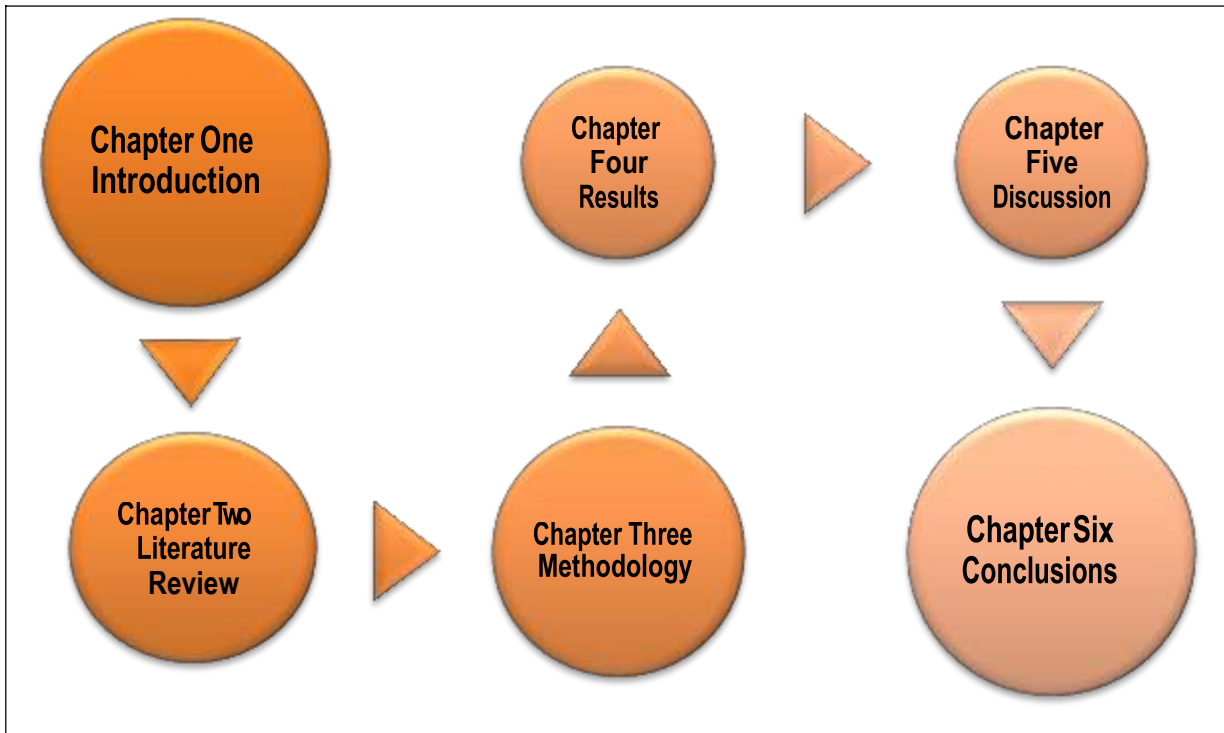 Chapter One
Introduction
Chapter Two
Literature
Review
Chapter Three
Methodology
Chapter
Four
Results
Chapter
Five
Discussion
Chapter Six
Conclusions